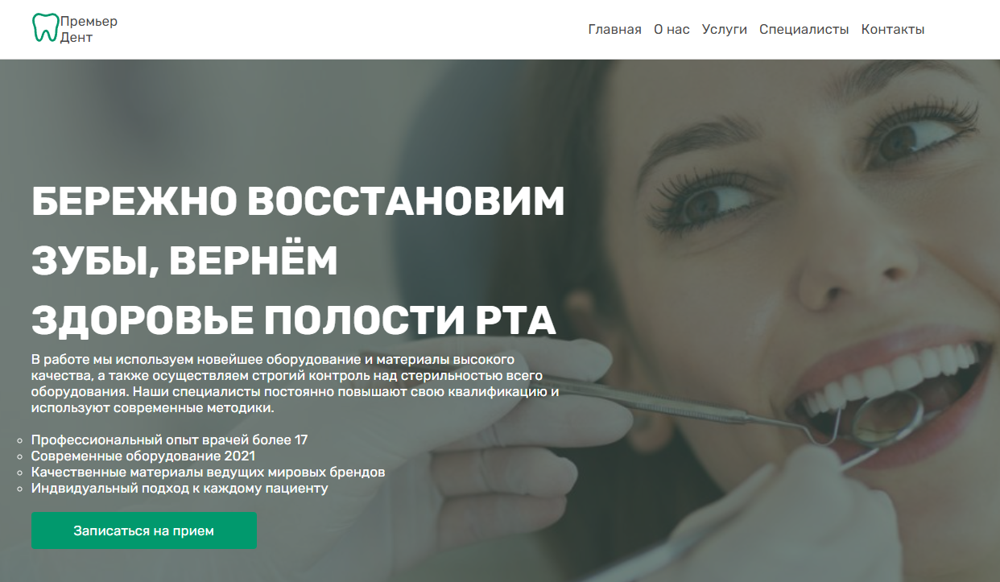 Премьер
Дент
Главная О нас Услуги Специалисты Контакты
БЕРЕЖНО ВОССТАНОВИМ
ЗУБЫ, ВЕРНЁМ
ЗДОРОВЬЕ ПОЛОСТИ РТА
В работе мы используем новейшее оборудование и материалы высокого
качества, а также осуществляем строгий контроль над стерильностью всего
оборудования. Наши специалисты постоянно повышают свою квалификацию и
используют современные методики.
Профессиональный опыт врачей более 17
Современные оборудование 2021
Качественные материалы ведущих мировых брендов
Индвидуальный подход к каждому пациенту
Записаться на прием